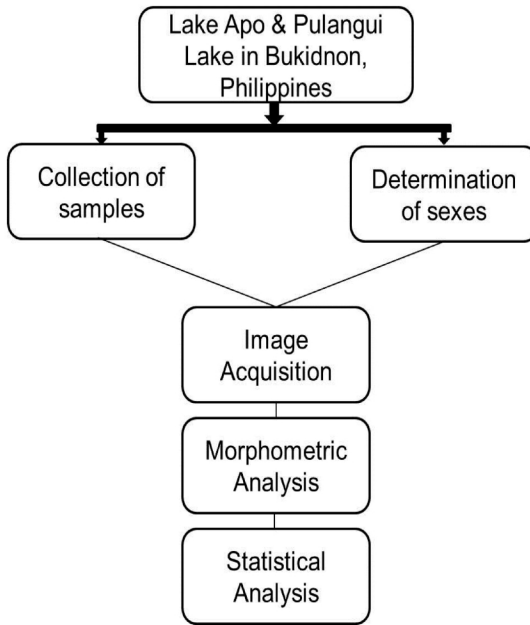 Lake Apo & Pulangui
Lake in Bukidnon,
Philippines
Collection of
samples
Determination
of sexes
Image
Acquisition
Morphometric
Analysis
Statistical
Analysis